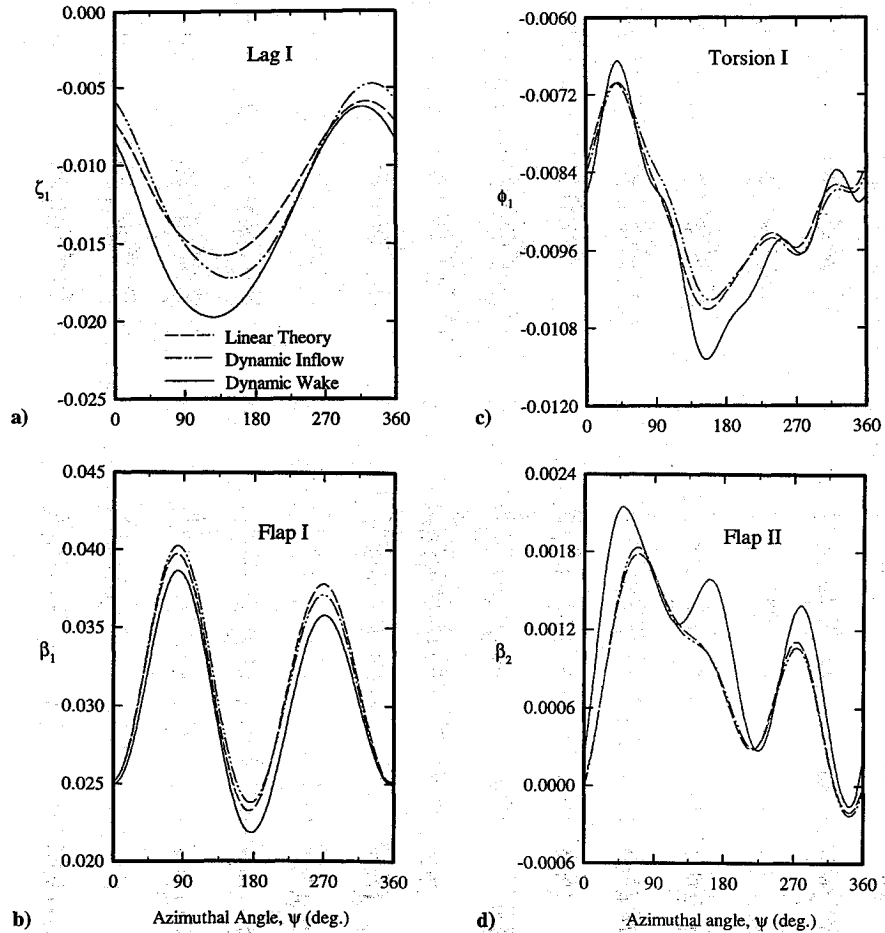 Lag I
0.000
-0.005
-0.010
-0.015
-0.020
-0.025
ζ1
Linear Theory
Dynamic Inflow
Dynamic Wake
0 90 180 270 360
a)
Torsion I
-0.0060
-0.0072
-0.0084
-0.0096
-0.0108
-0.0120
ϕ1
0 90 180 270 360
c)
Flap I
0.045
0.040
0.035
0.030
0.025
0.020
β1
0 90 180 270 360
b) Azimuthal Angle, ψ (deg.)
Flap II
0.0024
0.0018
0.0012
0.0006
0.0000
-0.0006
β2
0 90 180 270 360
d) Azimuthal angle, ψ (deg.)